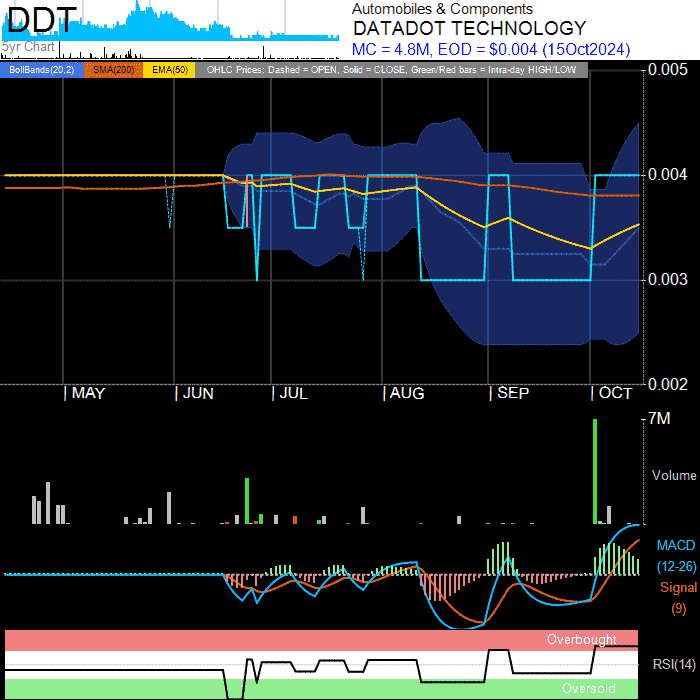 DDT
5yr Chart
Automobiles & Components
DATADOT TECHNOLOGY
MC = 4.8M, EOD = $0.004 (15Oct2024)
BollBands(20,2) SMA(200) EMA(50) OHLC Prices: Dashed = OPEN, Solid = CLOSE, Green/Red bars = Intra-day HIGH/LOW
0.005
0.004
0.003
0.002
MAY JUN JUL AUG SEP OCT
7M
Volume
MACD
(12-26)
Signal
(9)
Overbought
RSI(14)
Oversold